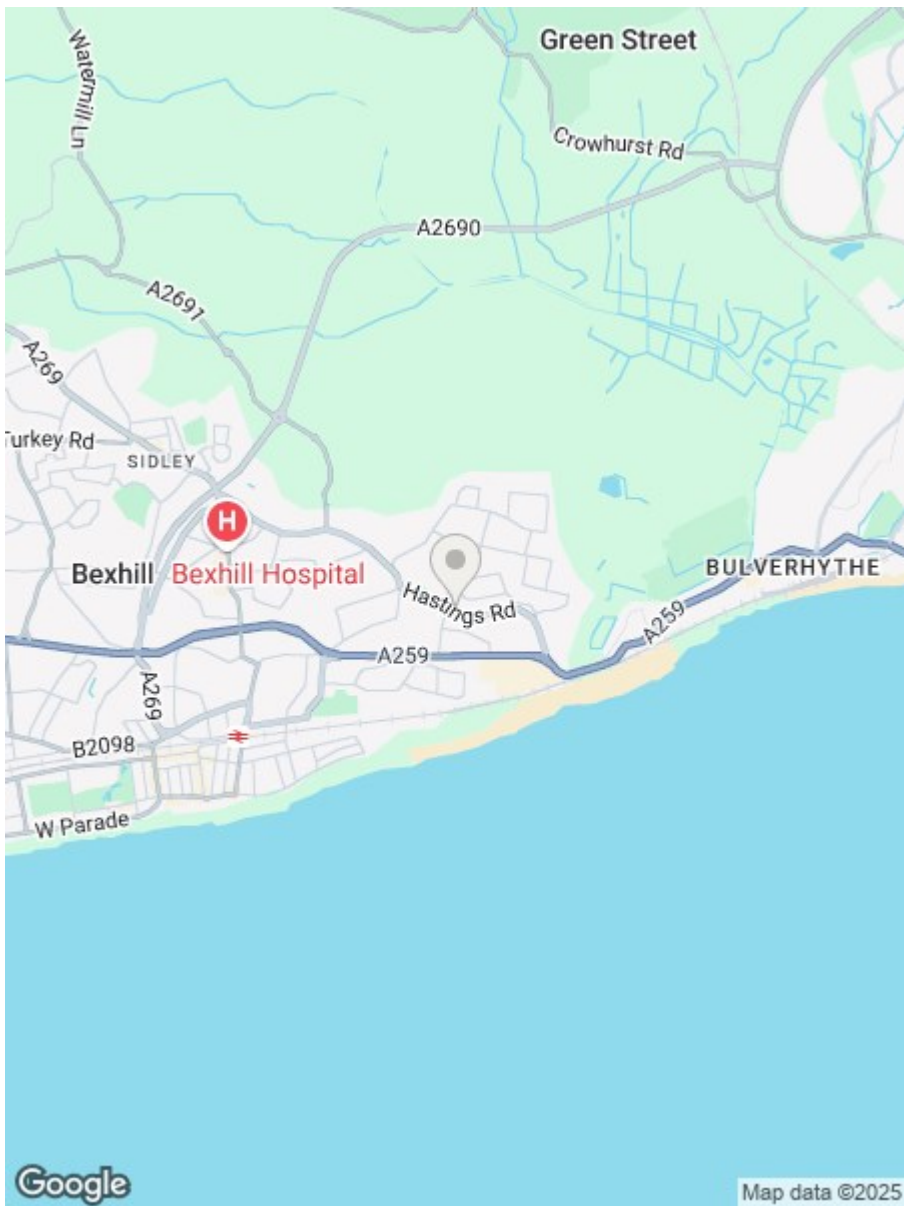 Green Street
Watermill Ln
Crowhurst Rd
A2690
A2691
A269
Turkey Rd
SIDLEY
H
Bexhill
Bexhill Hospital
BULVERHYTHE
Hastings Rd
A259
A259
A269
B2098
W Parade
Google
Map data ©2025